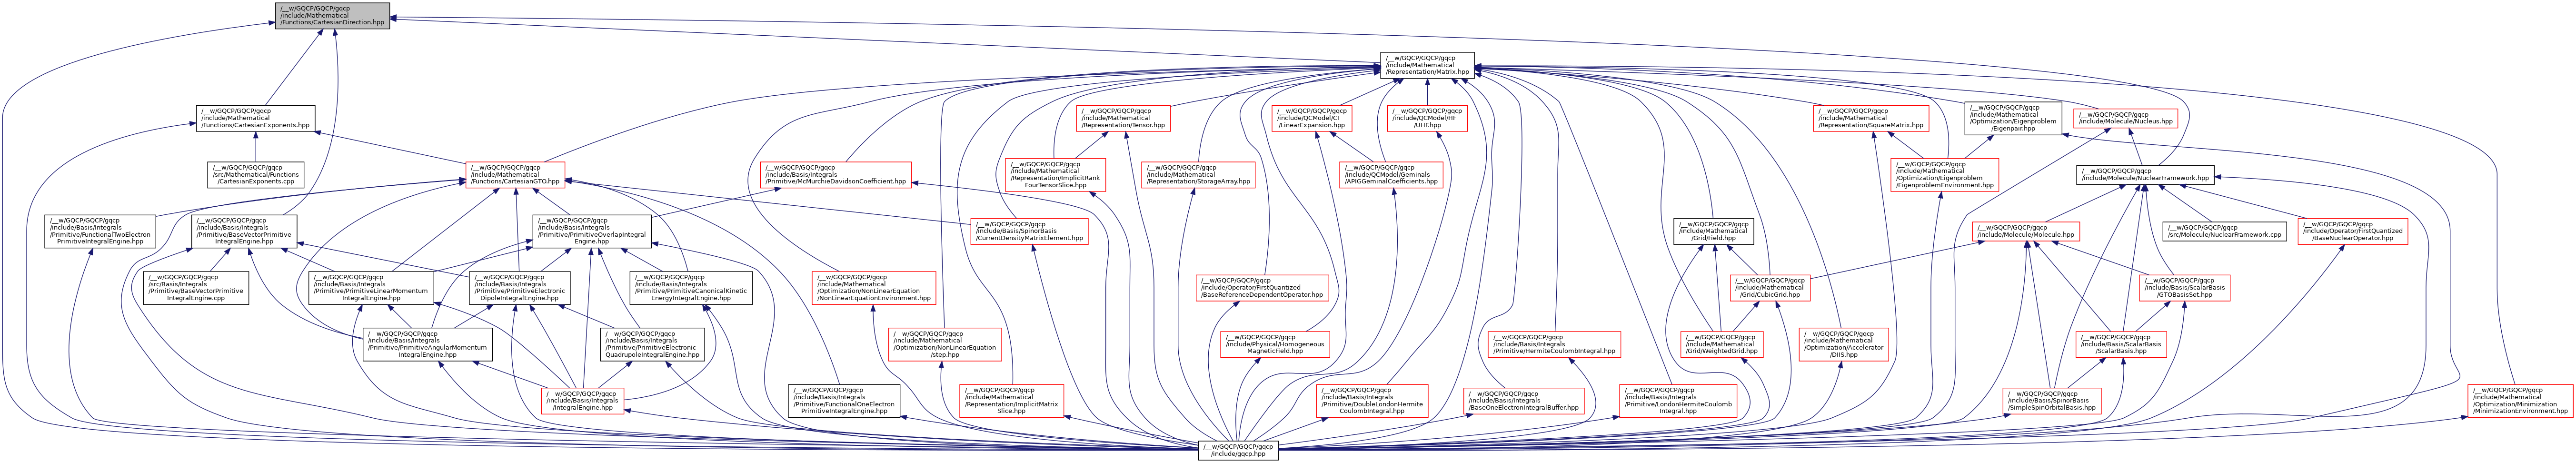 /__w/GQCP/GQCP/gqcp
/include/Mathematical
/Functions/CartesianDirection.hpp
/__w/GQCP/GQCP/gqcp
/include/Mathematical
/Representation/Matrix.hpp
/__w/GQCP/GQCP/gqcp
/include/Mathematical
/Functions/CartesianExponents.hpp
/__w/GQCP/GQCP/gqcp
/include/Mathematical
/Representation/Tensor.hpp
/__w/GQCP/GQCP/gqcp
/include/QCModel/CI
/LinearExpansion.hpp
/__w/GQCP/GQCP/gqcp
/include/QCModel/HF
/UHF.hpp
/__w/GQCP/GQCP/gqcp
/include/Mathematical
/Representation/SquareMatrix.hpp
/__w/GQCP/GQCP/gqcp
/include/Mathematical
/Optimization/Eigenproblem
/Eigenpair.hpp
/__w/GQCP/GQCP/gqcp
/include/Molecule/Nucleus.hpp
/__w/GQCP/GQCP/gqcp
/src/Mathematical/Functions
/CartesianExponents.cpp
/__w/GQCP/GQCP/gqcp
/include/Mathematical
/Functions/CartesianGTO.hpp
/__w/GQCP/GQCP/gqcp
/include/Basis/Integrals
/Primitive/McMurchieDavidsonCoefficient.hpp
/__w/GQCP/GQCP/gqcp
/include/Mathematical
/Representation/ImplicitRank
FourTensorSlice.hpp
/__w/GQCP/GQCP/gqcp
/include/Mathematical
/Representation/StorageArray.hpp
/__w/GQCP/GQCP/gqcp
/include/QCModel/Geminals
/APIGGeminalCoefficients.hpp
/__w/GQCP/GQCP/gqcp
/include/Mathematical
/Optimization/Eigenproblem
/EigenproblemEnvironment.hpp
/__w/GQCP/GQCP/gqcp
/include/Molecule/NuclearFramework.hpp
/__w/GQCP/GQCP/gqcp
/include/Basis/Integrals
/Primitive/FunctionalTwoElectron
PrimitiveIntegralEngine.hpp
/__w/GQCP/GQCP/gqcp
/include/Basis/Integrals
/Primitive/BaseVectorPrimitive
IntegralEngine.hpp
/__w/GQCP/GQCP/gqcp
/include/Basis/Integrals
/Primitive/PrimitiveOverlapIntegral
Engine.hpp
/__w/GQCP/GQCP/gqcp
/include/Basis/SpinorBasis
/CurrentDensityMatrixElement.hpp
/__w/GQCP/GQCP/gqcp
/include/Mathematical
/Grid/Field.hpp
/__w/GQCP/GQCP/gqcp
/include/Molecule/Molecule.hpp
/__w/GQCP/GQCP/gqcp
/src/Molecule/NuclearFramework.cpp
/__w/GQCP/GQCP/gqcp
/include/Operator/FirstQuantized
/BaseNuclearOperator.hpp
/__w/GQCP/GQCP/gqcp
/src/Basis/Integrals
/Primitive/BaseVectorPrimitive
IntegralEngine.cpp
/__w/GQCP/GQCP/gqcp
/include/Basis/Integrals
/Primitive/PrimitiveLinearMomentum
IntegralEngine.hpp
/__w/GQCP/GQCP/gqcp
/include/Basis/Integrals
/Primitive/PrimitiveElectronic
DipoleIntegralEngine.hpp
/__w/GQCP/GQCP/gqcp
/include/Basis/Integrals
/Primitive/PrimitiveCanonicalKinetic
EnergyIntegralEngine.hpp
/__w/GQCP/GQCP/gqcp
/include/Mathematical
/Optimization/NonLinearEquation
/NonLinearEquationEnvironment.hpp
/__w/GQCP/GQCP/gqcp
/include/Operator/FirstQuantized
/BaseReferenceDependentOperator.hpp
/__w/GQCP/GQCP/gqcp
/include/Mathematical
/Grid/CubicGrid.hpp
/__w/GQCP/GQCP/gqcp
/include/Basis/ScalarBasis
/GTOBasisSet.hpp
/__w/GQCP/GQCP/gqcp
/include/Basis/Integrals
/Primitive/PrimitiveAngularMomentum
IntegralEngine.hpp
/__w/GQCP/GQCP/gqcp
/include/Basis/Integrals
/Primitive/PrimitiveElectronic
QuadrupoleIntegralEngine.hpp
/__w/GQCP/GQCP/gqcp
/include/Mathematical
/Optimization/NonLinearEquation
/step.hpp
/__w/GQCP/GQCP/gqcp
/include/Physical/Homogeneous
MagneticField.hpp
/__w/GQCP/GQCP/gqcp
/include/Basis/Integrals
/Primitive/HermiteCoulombIntegral.hpp
/__w/GQCP/GQCP/gqcp
/include/Mathematical
/Grid/WeightedGrid.hpp
/__w/GQCP/GQCP/gqcp
/include/Mathematical
/Optimization/Accelerator
/DIIS.hpp
/__w/GQCP/GQCP/gqcp
/include/Basis/ScalarBasis
/ScalarBasis.hpp
/__w/GQCP/GQCP/gqcp
/include/Basis/Integrals
/IntegralEngine.hpp
/__w/GQCP/GQCP/gqcp
/include/Basis/Integrals
/Primitive/FunctionalOneElectron
PrimitiveIntegralEngine.hpp
/__w/GQCP/GQCP/gqcp
/include/Mathematical
/Representation/ImplicitMatrix
Slice.hpp
/__w/GQCP/GQCP/gqcp
/include/Basis/Integrals
/Primitive/DoubleLondonHermite
CoulombIntegral.hpp
/__w/GQCP/GQCP/gqcp
/include/Basis/Integrals
/BaseOneElectronIntegralBuffer.hpp
/__w/GQCP/GQCP/gqcp
/include/Basis/Integrals
/Primitive/LondonHermiteCoulomb
Integral.hpp
/__w/GQCP/GQCP/gqcp
/include/Basis/SpinorBasis
/SimpleSpinOrbitalBasis.hpp
/__w/GQCP/GQCP/gqcp
/include/Mathematical
/Optimization/Minimization
/MinimizationEnvironment.hpp
/__w/GQCP/GQCP/gqcp
/include/gqcp.hpp